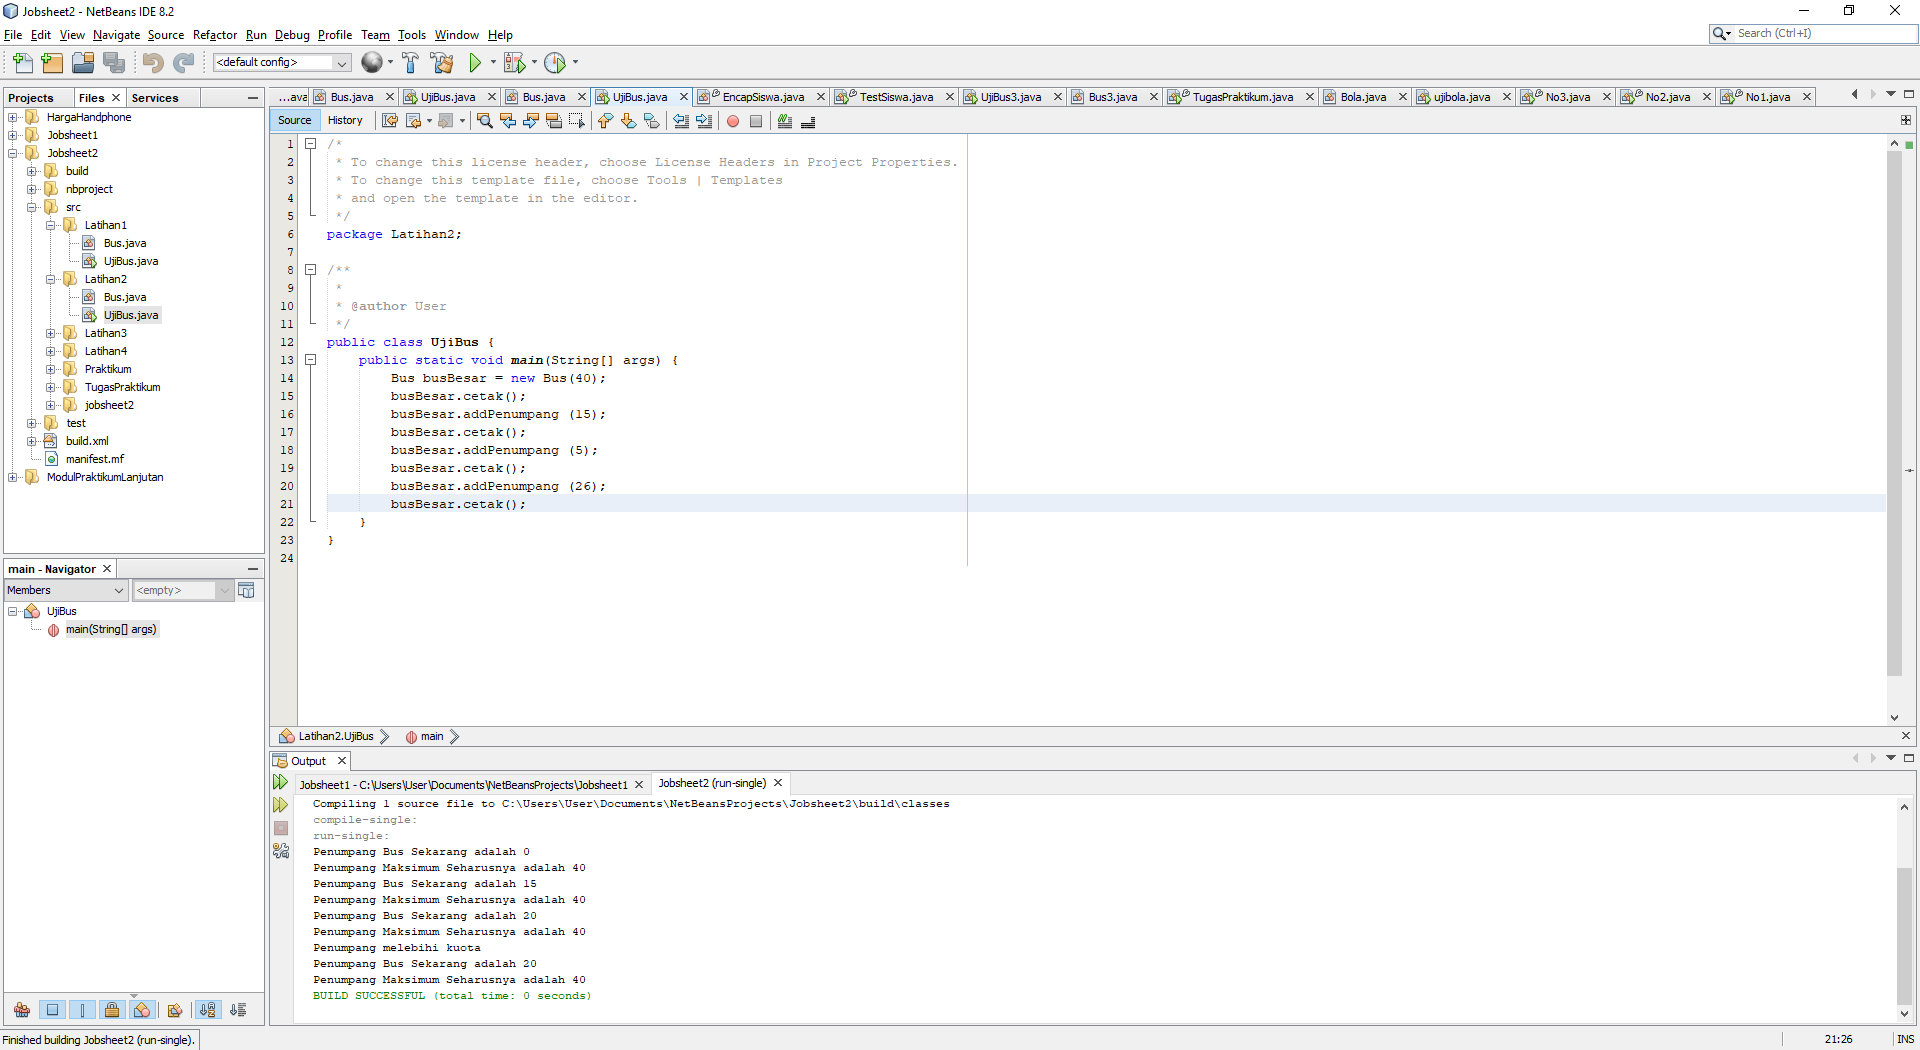 Jobsheet2 - NetBeans IDE 8.2
File Edit View Navigate Source Refactor Run Debug Profile Team Tools Window Help
Search (Ctrl+I)
<default config>
Projects Files Services
HargaHandphone
Jobsheet1
Jobsheet2
build
nbproject
src
Latihan1
Bus.java
UjiBus.java
Latihan2
Bus.java
UjiBus.java
Latihan3
Latihan4
Praktikum
TugasPraktikum
jobsheet2
test
build.xml
manifest.mf
ModulPraktikumLanjutan
main - Navigator
Members <empty>
UjiBus
main(String[] args)
...ava Bus.java UjiBus.java Bus.java UjiBus.java EncapSiswa.java TestSiswa.java UjiBus3.java Bus3.java TugasPraktikum.java Bola.java ujibola.java No3.java No2.java No1.java
Source History
1 /*
2 * To change this license header, choose License Headers in Project Properties.
3 * To change this template file, choose Tools | Templates
4 * and open the template in the editor.
5 */
6 package Latihan2;
7
8 /**
9 *
10 * @author User
11 */
12 public class UjiBus {
13 public static void main(String[] args) {
14 Bus busBesar = new Bus(40);
15 busBesar.cetak();
16 busBesar.addPenumpang (15);
17 busBesar.cetak();
18 busBesar.addPenumpang (5);
19 busBesar.cetak();
20 busBesar.addPenumpang (26);
21 busBesar.cetak();
22 }
23 }
24
Latihan2.UjiBus main
Output
Jobsheet1 - C:\Users\User\Documents\NetBeansProjects\Jobsheet1 Jobsheet2 (run-single)
Compiling 1 source file to C:\Users\User\Documents\NetBeansProjects\Jobsheet2\build\classes
compile-single:
run-single:
Penumpang Bus Sekarang adalah 0
Penumpang Maksimum Seharusnya adalah 40
Penumpang Bus Sekarang adalah 15
Penumpang Maksimum Seharusnya adalah 40
Penumpang Bus Sekarang adalah 20
Penumpang Maksimum Seharusnya adalah 40
Penumpang melebihi kuota
Penumpang Bus Sekarang adalah 20
Penumpang Maksimum Seharusnya adalah 40
BUILD SUCCESSFUL (total time: 0 seconds)
Finished building Jobsheet2 (run-single).
21:26 INS